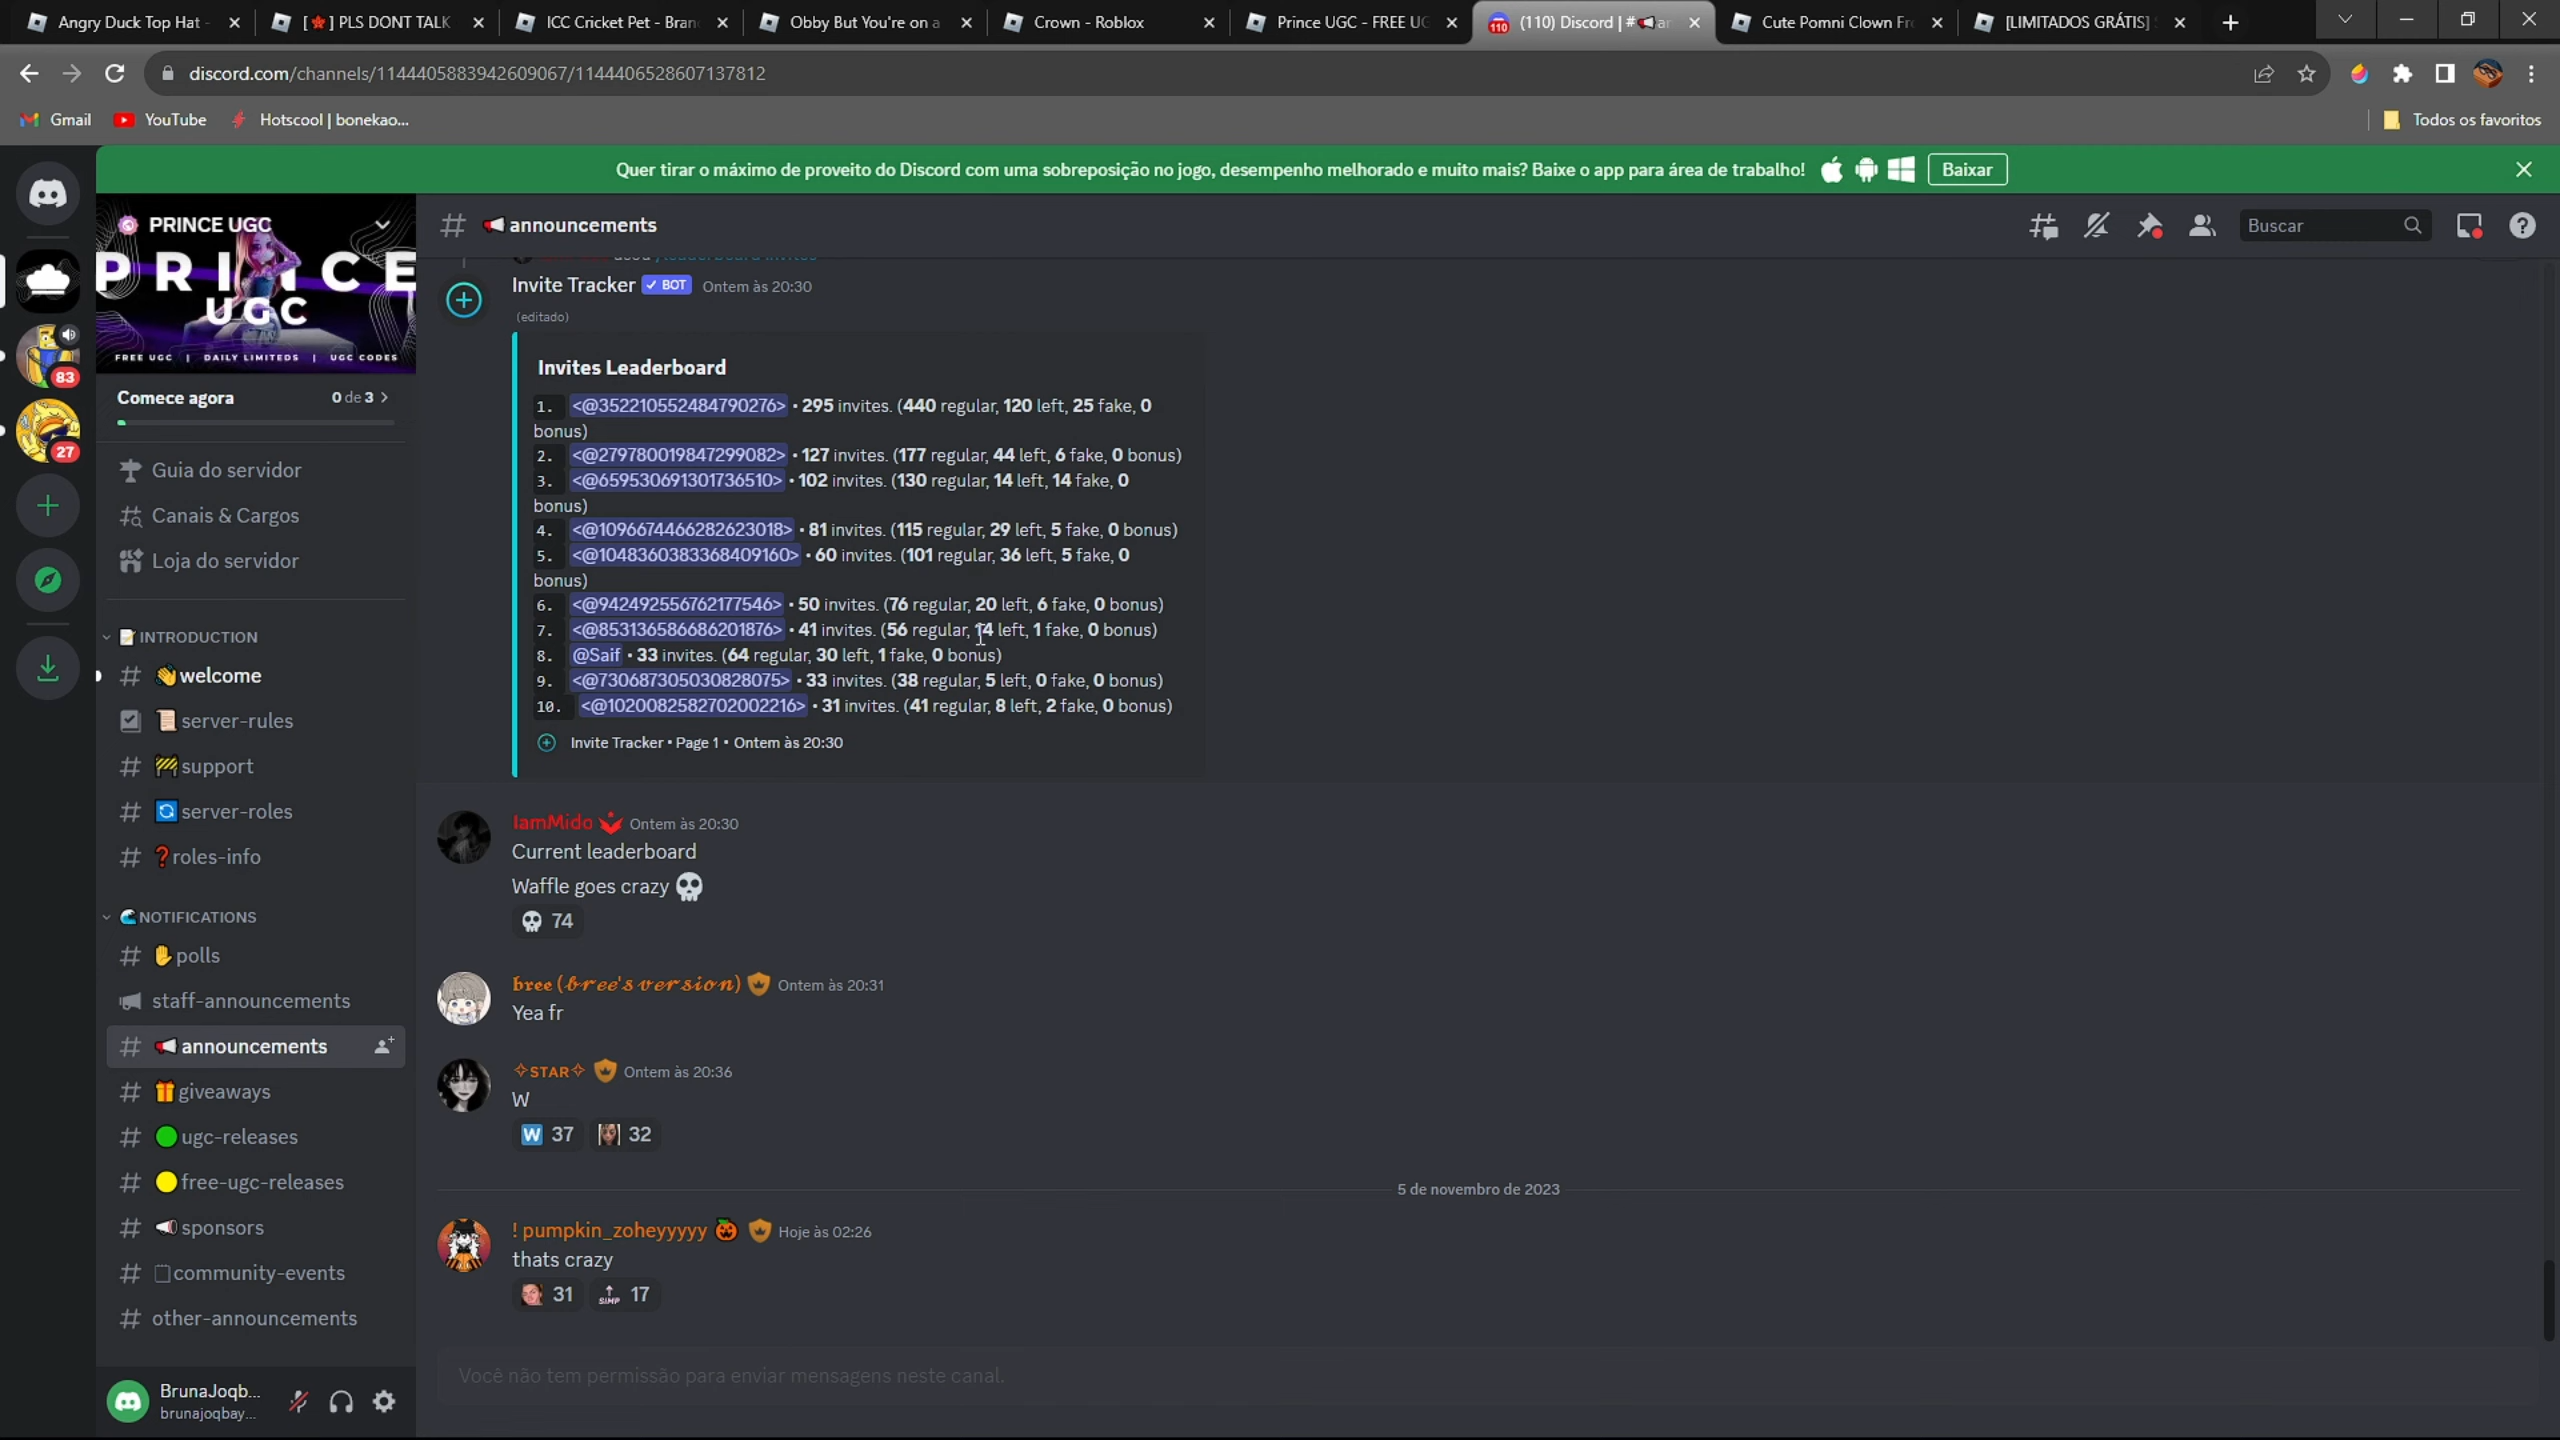 Angry Duck Top Hat -
[🌺] PLS DONT TALK
ICC Cricket Pet - Bran
Obby But You're on a
Crown - Roblox
Prince UGC - FREE UG
(110) Discord | #📢ar
Cute Pomni Clown Fr
[LIMITADOS GRÁTIS]
discord.com/channels/1144405883942609067/1144406528607137812
Gmail
YouTube
Hotscool | bonekao...
Todos os favoritos
Quer tirar o máximo de proveito do Discord com uma sobreposição no jogo, desempenho melhorado e muito mais? Baixe o app para área de trabalho!
Baixar
PRINCE UGC
PRINCE
UGC
FREE UGC | DAILY LIMITEDS | UGC CODES
83
27
Comece agora
0 de 3
Guia do servidor
Canais & Cargos
Loja do servidor
📝INTRODUCTION
# 👋welcome
📜server-rules
# 🚧support
# 🔄server-roles
# ❓roles-info
🌊NOTIFICATIONS
# ✋polls
staff-announcements
# 📢announcements
# 🎁giveaways
# 🟢ugc-releases
# 🟡free-ugc-releases
# 📢sponsors
# community-events
# other-announcements
BrunaJoqb...
brunajoqbay...
# 📢announcements
Buscar
Invite Tracker ✓ BOT Ontem às 20:30
(editado)
Invites Leaderboard
1. <@352210552484790276> • 295 invites. (440 regular, 120 left, 25 fake, 0
bonus)
2. <@279780019847299082> • 127 invites. (177 regular, 44 left, 6 fake, 0 bonus)
3. <@659530691301736510> • 102 invites. (130 regular, 14 left, 14 fake, 0
bonus)
4. <@1096674466282623018> • 81 invites. (115 regular, 29 left, 5 fake, 0 bonus)
5. <@1048360383368409160> • 60 invites. (101 regular, 36 left, 5 fake, 0
bonus)
6. <@942492556762177546> • 50 invites. (76 regular, 20 left, 6 fake, 0 bonus)
7. <@853136586686201876> • 41 invites. (56 regular, 14 left, 1 fake, 0 bonus)
8. @Saif • 33 invites. (64 regular, 30 left, 1 fake, 0 bonus)
9. <@730687305030828075> • 33 invites. (38 regular, 5 left, 0 fake, 0 bonus)
10. <@1020082582702002216> • 31 invites. (41 regular, 8 left, 2 fake, 0 bonus)
Invite Tracker • Page 1 • Ontem às 20:30
IamMido Ontem às 20:30
Current leaderboard
Waffle goes crazy 💀
💀 74
𝖇𝖗𝖊𝖊 (𝓫𝓻𝓮𝓮'𝓼 𝓿𝓮𝓻𝓼𝓲𝓸𝓷) Ontem às 20:31
Yea fr
✧STAR✧ Ontem às 20:36
W
W 37
32
5 de novembro de 2023
! pumpkin_zoheyyyyy 🎃 Hoje às 02:26
thats crazy
31
SIMP 17
Você não tem permissão para enviar mensagens neste canal.